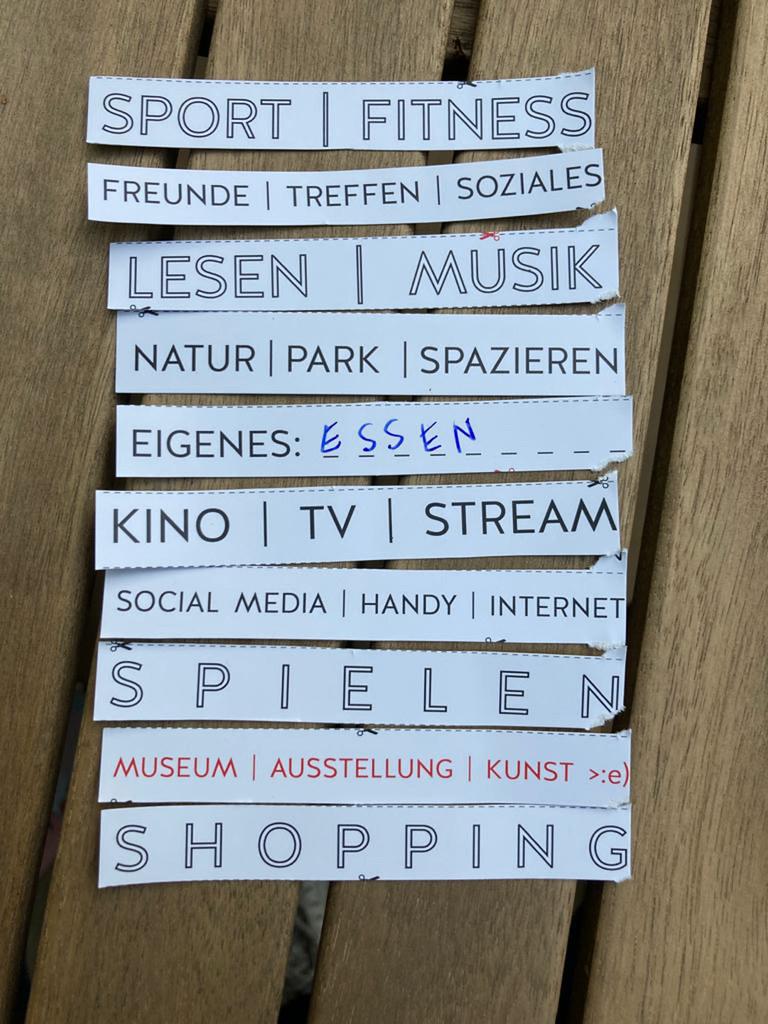 SPORT | FITNESS
FREUNDE | TREFFEN | SOZIALES
LESEN | MUSIK
NATUR | PARK | SPAZIEREN
EIGENES: ESSEN
KINO | TV | STREAM
SOCIAL MEDIA | HANDY | INTERNET
SPIELEN
MUSEUM | AUSSTELLUNG | KUNST >:e)
SHOPPING